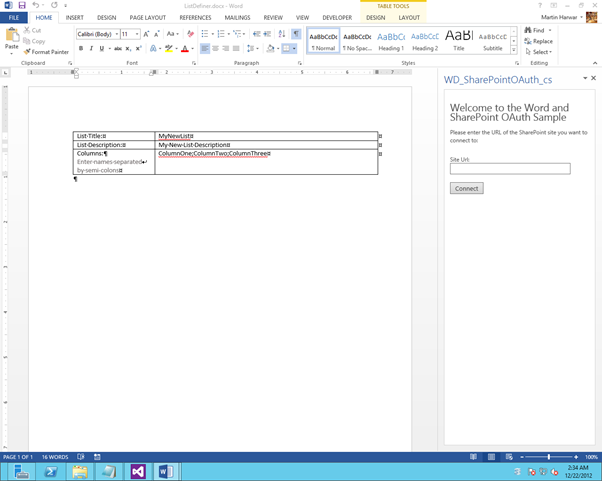 ListDefiner.docx - Word
TABLE TOOLS
FILE HOME INSERT DESIGN PAGE LAYOUT REFERENCES MAILINGS REVIEW VIEW DEVELOPER DESIGN LAYOUT
Martin Harwar
Paste
Cut
Copy
Format Painter
Clipboard
Calibri (Body) 11
Font
Paragraph
AaBbCcDc AaBbCcDc AaBbCc AaBbCcD AaBl AaBbCcD
¶ Normal ¶ No Spac... Heading 1 Heading 2 Title Subtitle
Styles
Find
Replace
Select
Editing
List·Title:¤ MyNewList¤
List·Description:¤ My·New·List·Description¤
Columns:¶ ColumnOne;ColumnTwo;ColumnThree¤
Enter·names·separated↵
by·semi-colons¤
¶
WD_SharePointOAuth_cs
Welcome to the Word and
SharePoint OAuth Sample
Please enter the URL of the SharePoint site you want to
connect to:
Site Url:
Connect
PAGE 1 OF 1 16 WORDS
100%
2:34 AM
12/22/2012